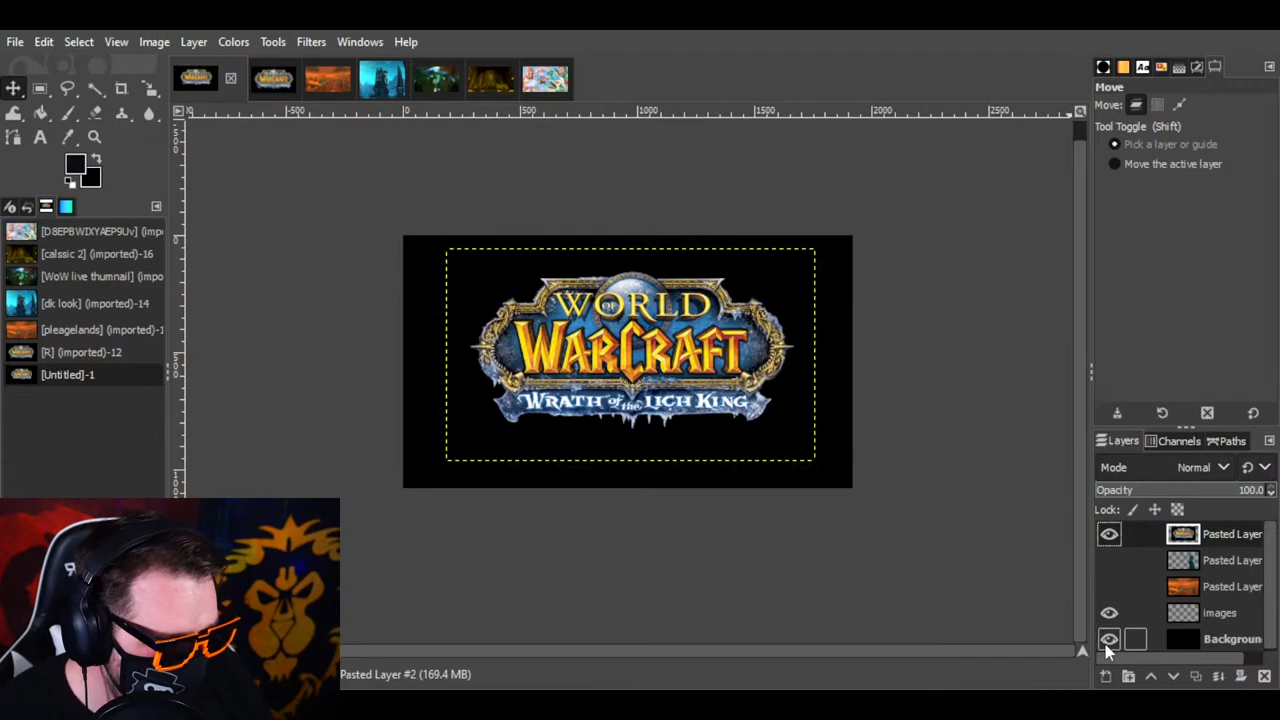 File Edit Select View Image Layer Colors Tools Filters Windows Help
-500 0 500 1000 1500 2000 2500
Move
Move:
Tool Toggle (Shift)
Pick a layer or guide
Move the active layer
[D8EPBWIXYAEP9Uv] (impo
[calssic 2] (imported)-16
[WoW live thumnail] (impo
[dk look] (imported)-14
[pleagelands] (imported)-1
[R] (imported)-12
[Untitled]-1
WORLD
OF
WARCRAFT
WRATH of the LICH KING
Layers Channels Paths
Mode Normal
Opacity 100.0
Lock:
Pasted Layer
Pasted Layer
Pasted Layer
images
Backgroun
Pasted Layer #2 (169.4 MB)